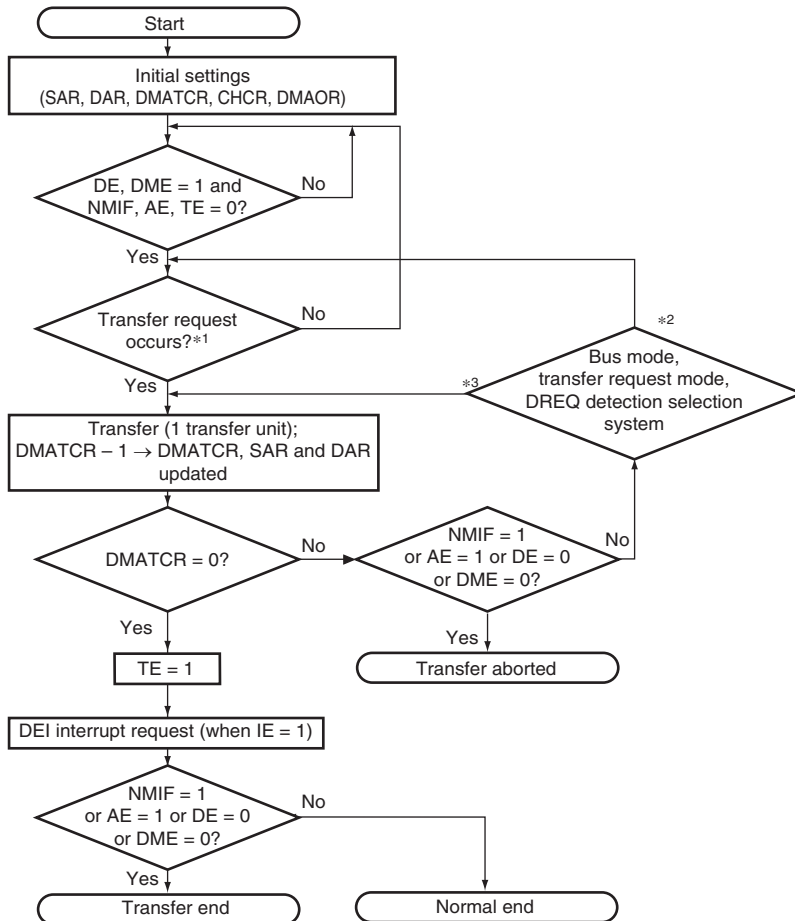 Start
Initial settings
(SAR, DAR, DMATCR, CHCR, DMAOR)
DE, DME = 1 and
NMIF, AE, TE = 0?
No
Yes
Transfer request
occurs?*1
No
Yes
*2
Bus mode,
transfer request mode,
DREQ detection selection
system
*3
Transfer (1 transfer unit);
DMATCR – 1 → DMATCR, SAR and DAR
updated
DMATCR = 0?
No
NMIF = 1
or AE = 1 or DE = 0
or DME = 0?
No
Yes
Yes
TE = 1
Transfer aborted
DEI interrupt request (when IE = 1)
NMIF = 1
or AE = 1 or DE = 0
or DME = 0?
No
Yes
Transfer end
Normal end